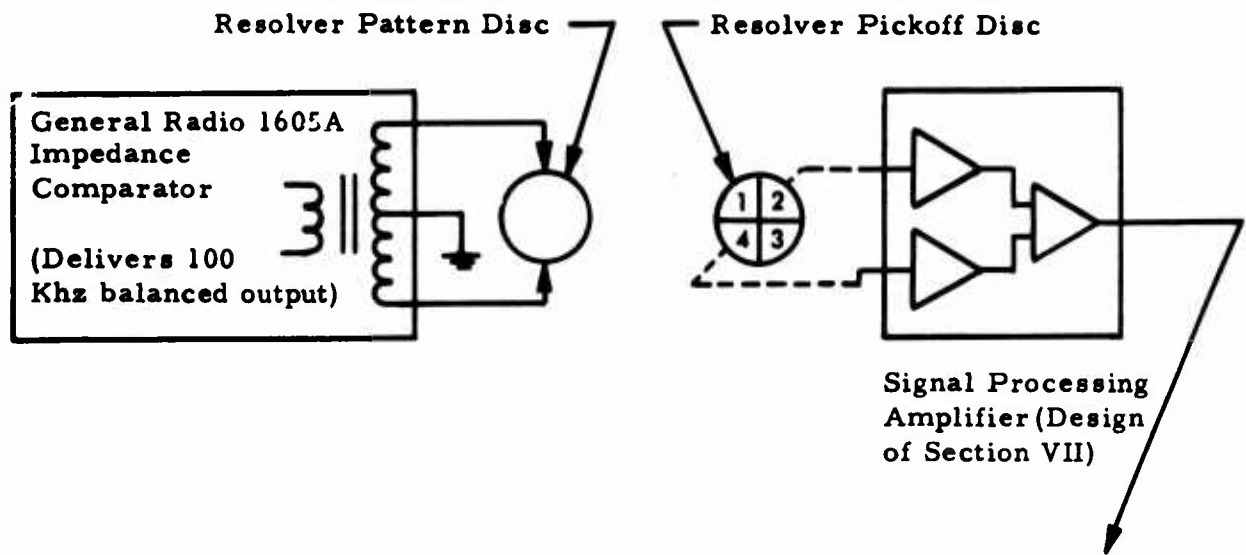 Resolver Pattern Disc
Resolver Pickoff Disc
General Radio 1605A
Impedance
Comparator
(Delivers 100
Khz balanced output)
1 2
4 3
Signal Processing
Amplifier (Design
of Section VII)